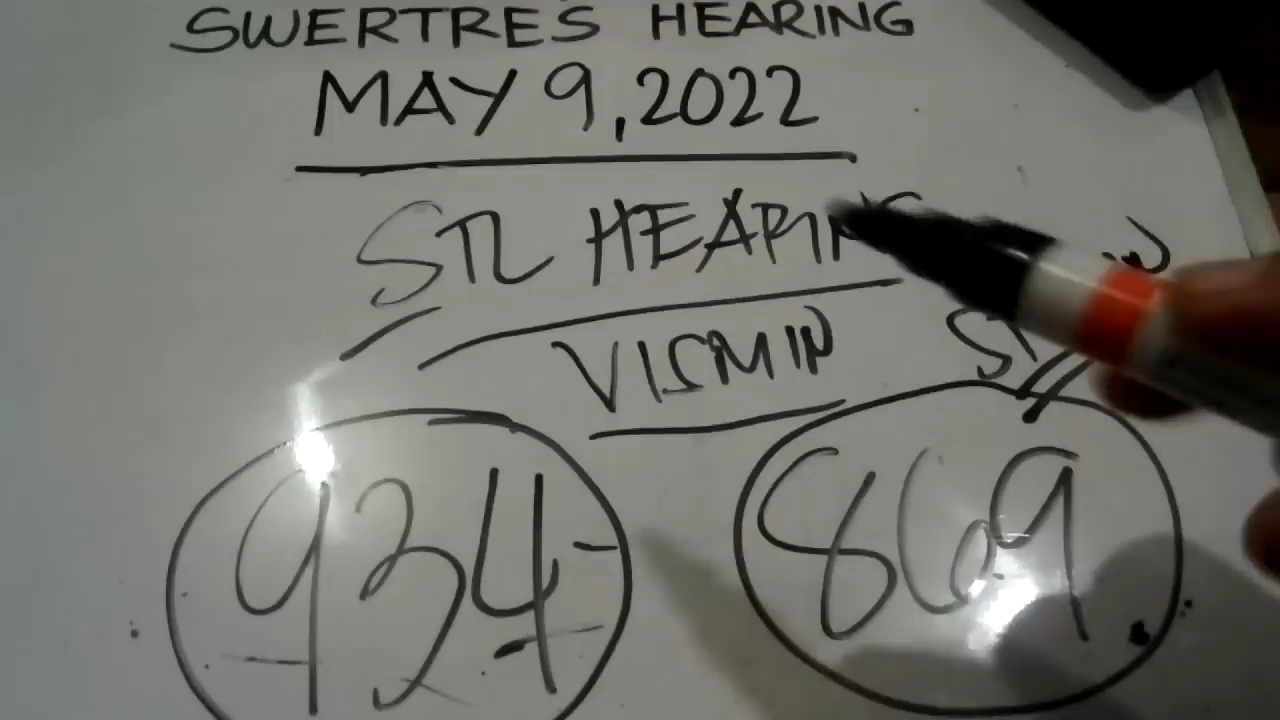 SWERTRES HEARING
MAY 9, 2022
STL HEARING
VISMIN
934 869